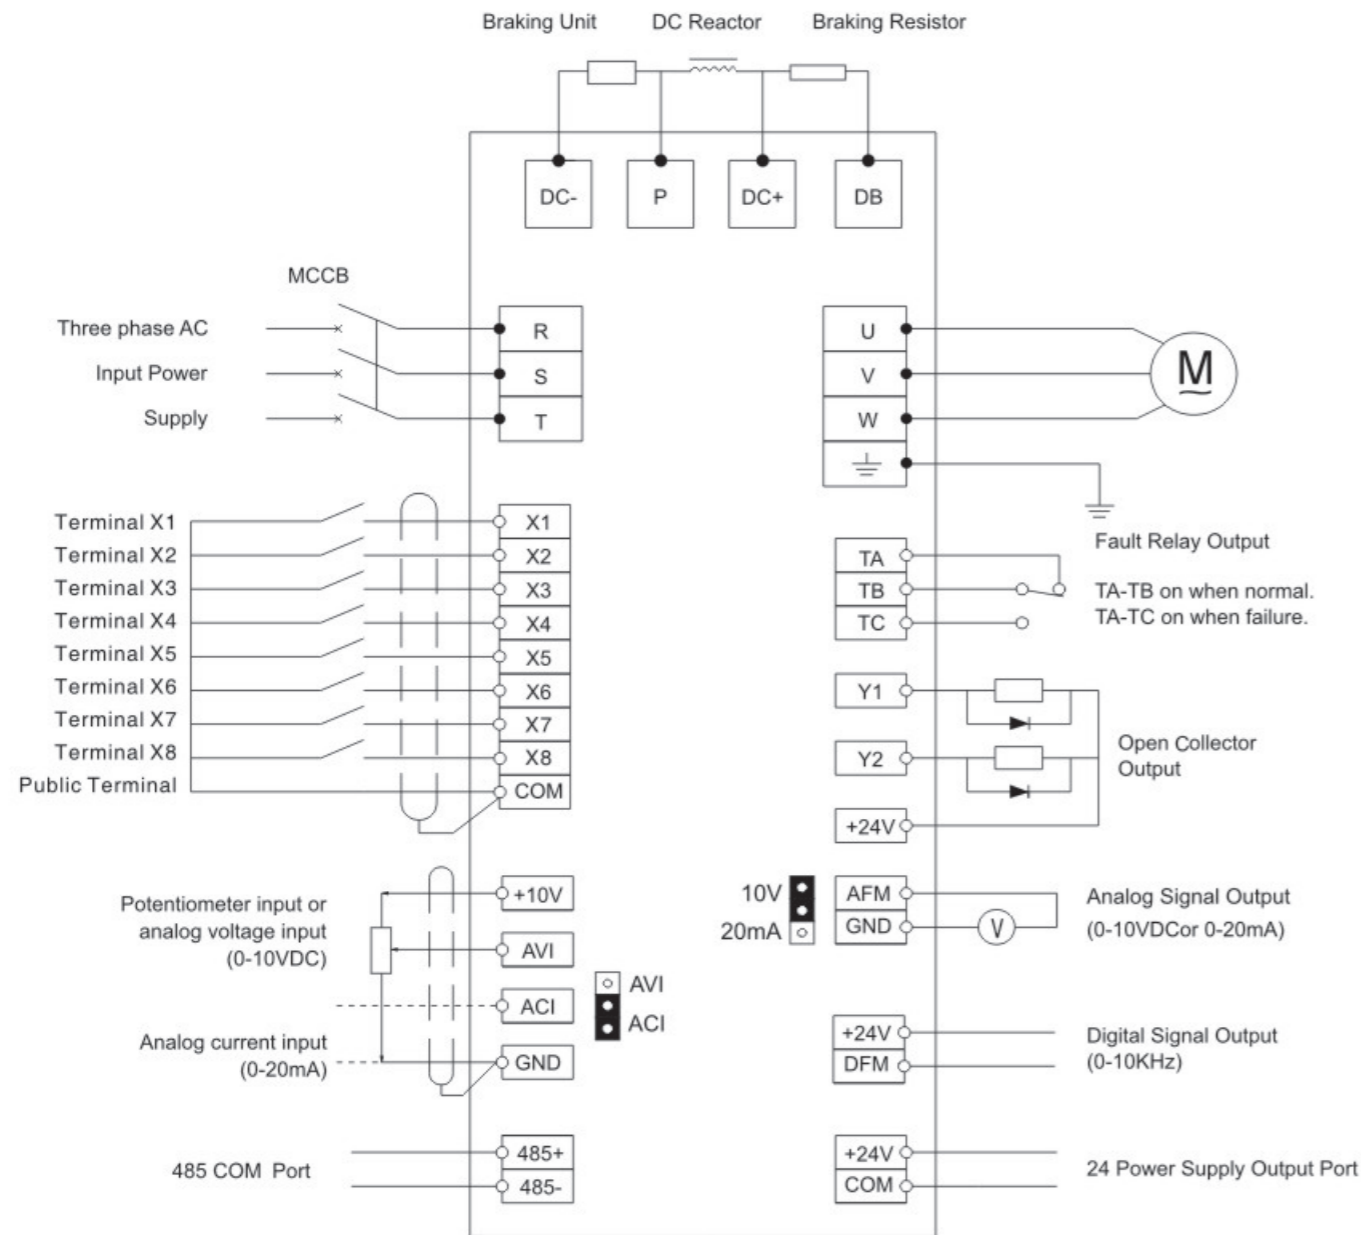 Braking Unit DC Reactor Braking Resistor
DC- P DC+ DB
MCCB
Three phase AC
Input Power
Supply
R
S
T
U
V
W
M
Terminal X1
Terminal X2
Terminal X3
Terminal X4
Terminal X5
Terminal X6
Terminal X7
Terminal X8
Public Terminal
X1
X2
X3
X4
X5
X6
X7
X8
COM
TA
TB
TC
Fault Relay Output
TA-TB on when normal.
TA-TC on when failure.
Y1
Y2
+24V
Open Collector
Output
Potentiometer input or
analog voltage input
(0-10VDC)
Analog current input
(0-20mA)
+10V
AVI
ACI
GND
AVI
ACI
10V
20mA
AFM
GND
V
Analog Signal Output
(0-10VDCor 0-20mA)
+24V
DFM
Digital Signal Output
(0-10KHz)
485 COM Port
485+
485-
+24V
COM
24 Power Supply Output Port